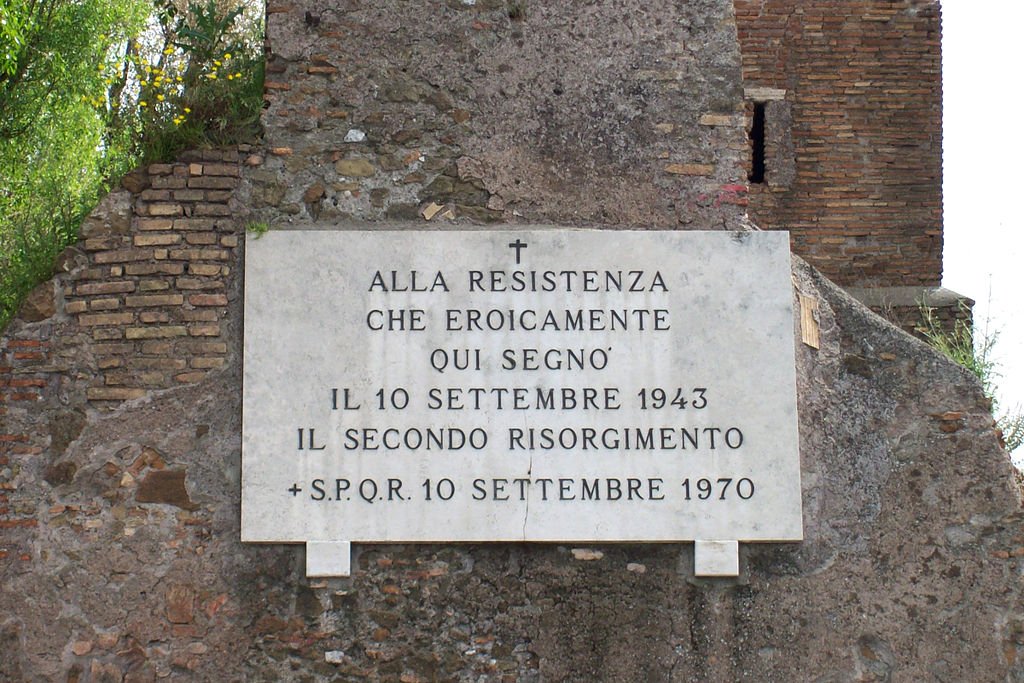 ALLA RESISTENZA
CHE EROICAMENTE
QUI SEGNO'
IL 10 SETTEMBRE 1943
IL SECONDO RISORGIMENTO
+ S.P.Q.R. 10 SETTEMBRE 1970